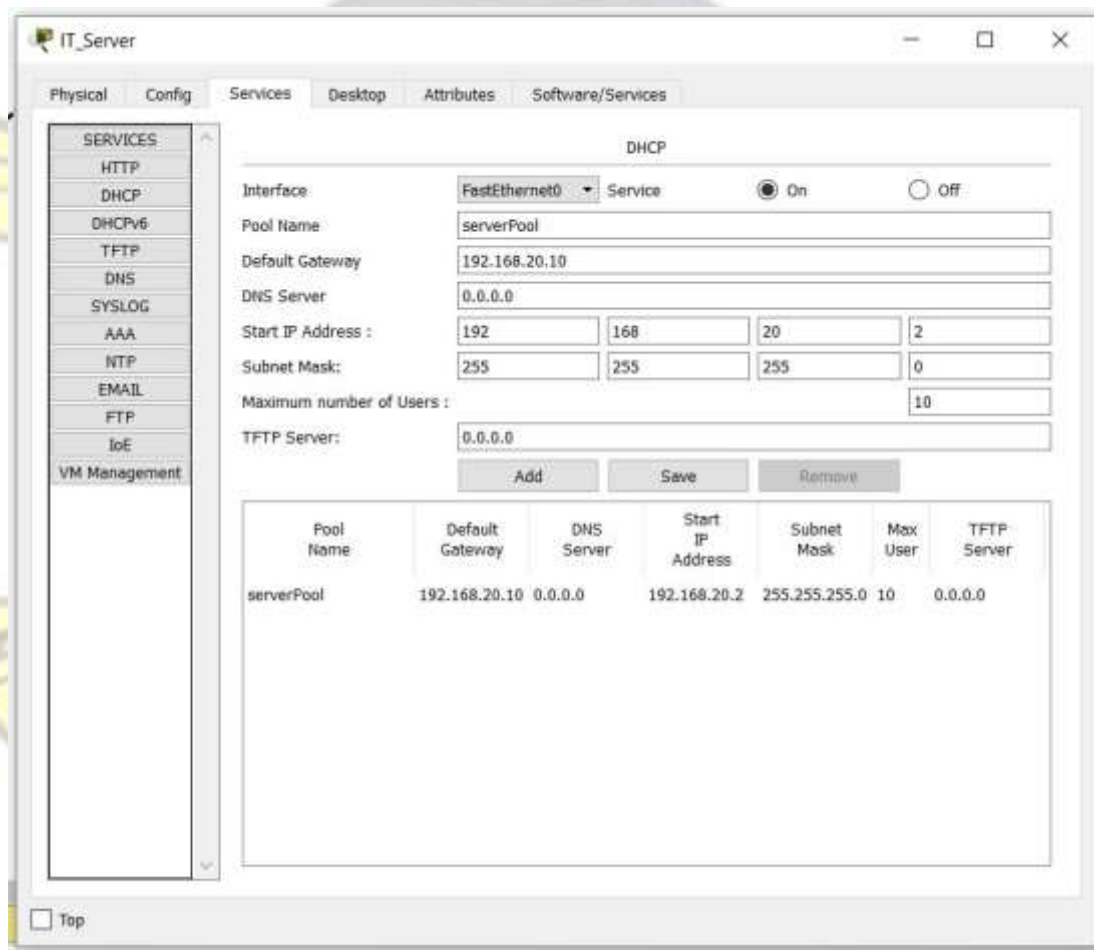 IT_Server
Physical Config Services Desktop Attributes Software/Services
SERVICES
HTTP
DHCP
DHCPv6
TFTP
DNS
SYSLOG
AAA
NTP
EMAIL
FTP
IoE
VM Management
DHCP
Interface FastEthernet0 Service On Off
Pool Name serverPool
Default Gateway 192.168.20.10
DNS Server 0.0.0.0
Start IP Address : 192 168 20 2
Subnet Mask: 255 255 255 0
Maximum number of Users : 10
TFTP Server: 0.0.0.0
Add Save Remove
Pool Name Default Gateway DNS Server Start IP Address Subnet Mask Max User TFTP Server
serverPool 192.168.20.10 0.0.0.0 192.168.20.2 255.255.255.0 10 0.0.0.0
Top